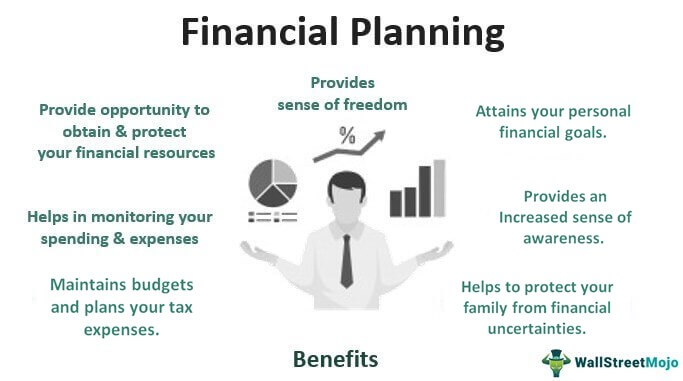 Financial Planning
Provides
sense of freedom
Provide opportunity to
obtain & protect
your financial resources
Attains your personal
financial goals.
%
Helps in monitoring your
spending & expenses
Provides an
Increased sense of
awareness.
Maintains budgets
and plans your tax
expenses.
Helps to protect your
family from financial
uncertainties.
Benefits
WallStreetMojo